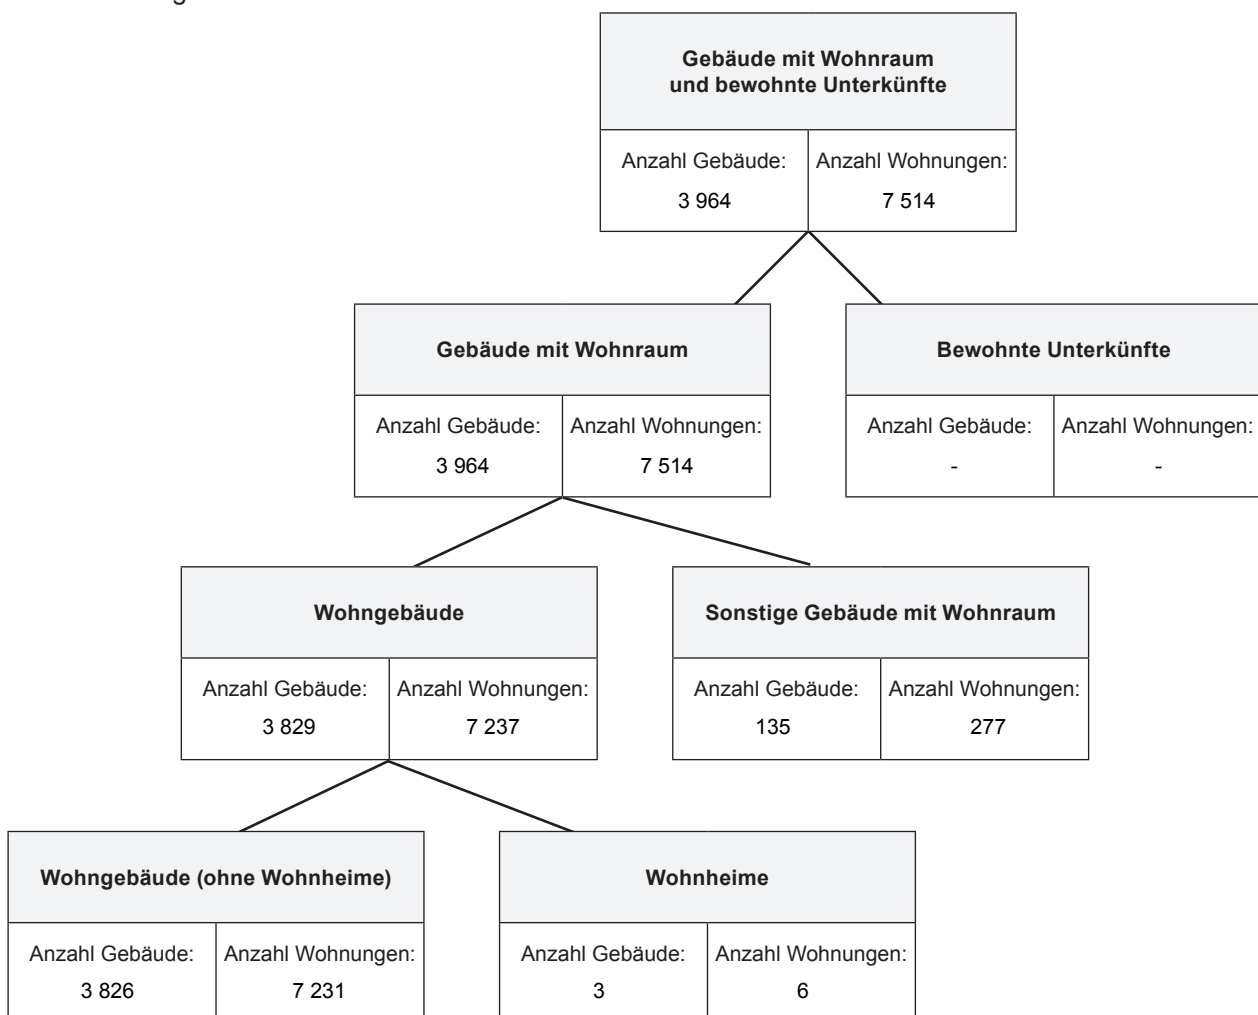 Gebäude mit Wohnraum
und bewohnte Unterkünfte
Anzahl Gebäude: Anzahl Wohnungen:
3 964 7 514
Gebäude mit Wohnraum
Anzahl Gebäude: Anzahl Wohnungen:
3 964 7 514
Bewohnte Unterkünfte
Anzahl Gebäude: Anzahl Wohnungen:
- -
Wohngebäude
Anzahl Gebäude: Anzahl Wohnungen:
3 829 7 237
Sonstige Gebäude mit Wohnraum
Anzahl Gebäude: Anzahl Wohnungen:
135 277
Wohngebäude (ohne Wohnheime)
Anzahl Gebäude: Anzahl Wohnungen:
3 826 7 231
Wohnheime
Anzahl Gebäude: Anzahl Wohnungen:
3 6